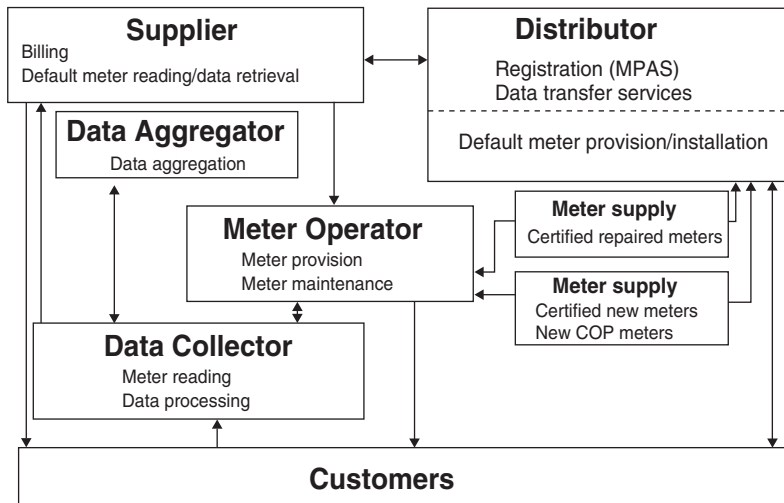 Supplier
Billing
Default meter reading/data retrieval
Distributor
Registration (MPAS)
Data transfer services
Default meter provision/installation
Data Aggregator
Data aggregation
Meter Operator
Meter provision
Meter maintenance
Meter supply
Certified repaired meters
Meter supply
Certified new meters
New COP meters
Data Collector
Meter reading
Data processing
Customers